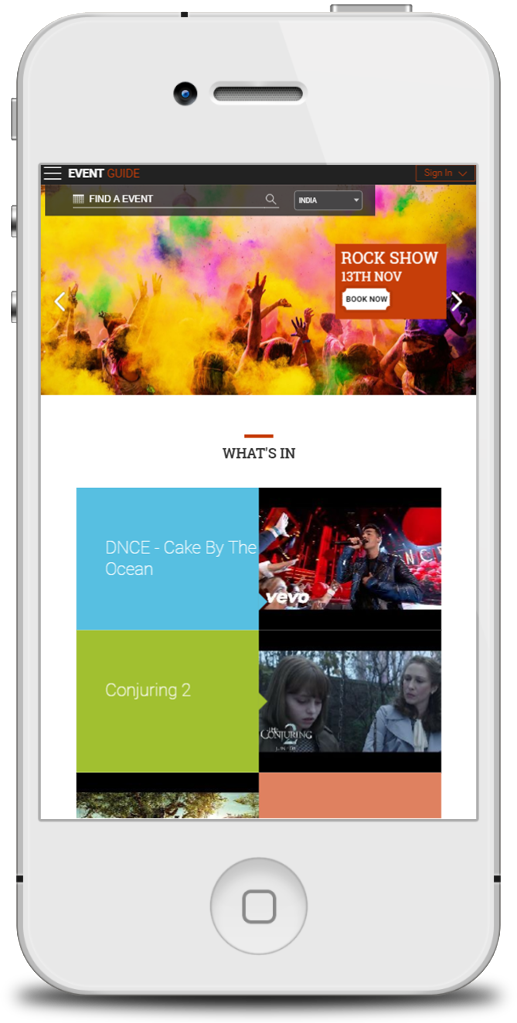 EVENT GUIDE
Sign In
FIND A EVENT
INDIA
ROCK SHOW
13TH NOV
BOOK NOW
WHAT'S IN
DNCE - Cake By The
Ocean
vevo
Conjuring 2
THE
CONJURING
2